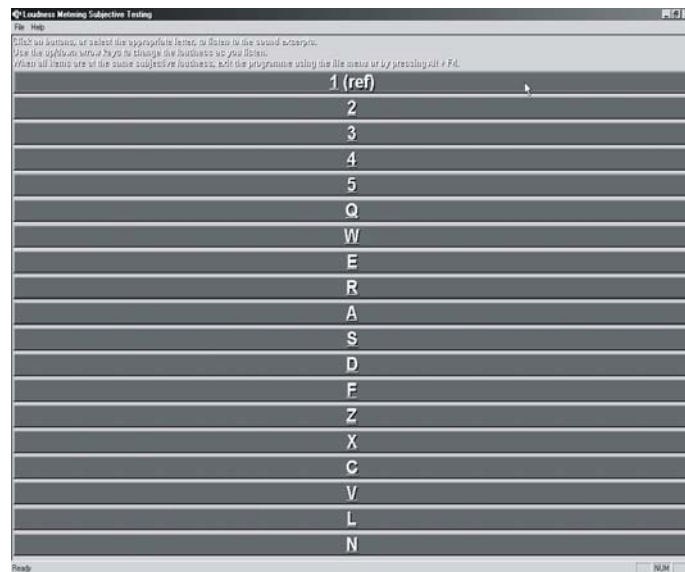 Loudness Metering Subjective Testing
File Help
Click on buttons, or select the appropriate letter, to listen to the sound excerpts.
Use the up/down arrow keys to change the loudness as you listen.
When all items are at the same subjective loudness, exit the programme using the file menu or by pressing Alt + F4.
1 (ref)
2
3
4
5
Q
W
E
R
A
S
D
F
Z
X
C
V
L
N
Ready NUM